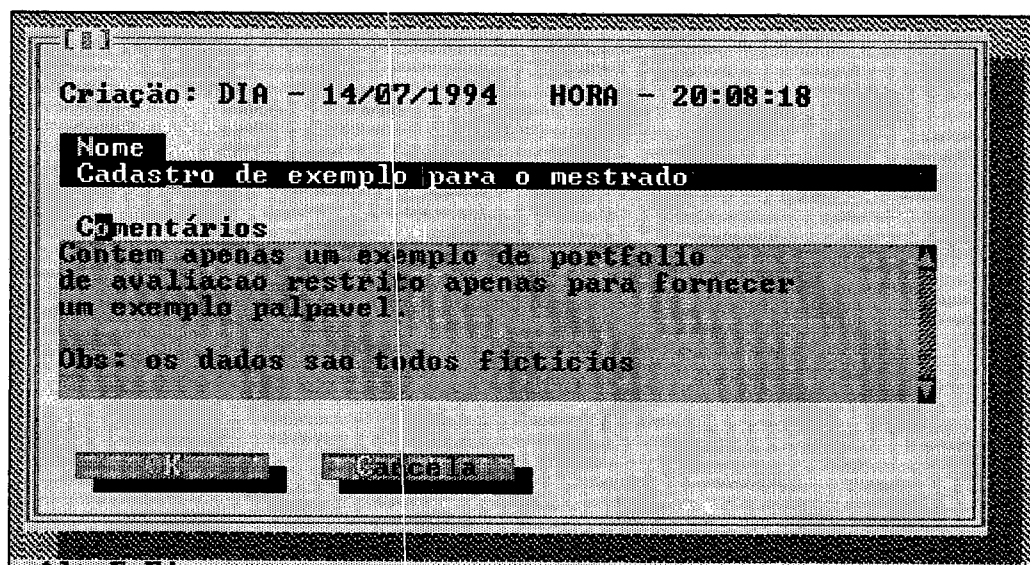 Criação: DIA - 14/07/1994 HORA - 20:08:18
Nome
Cadastro de exemplo para o mestrado
Comentários
Contem apenas um exemplo de portfolio
de avaliacao restrito apenas para fornecer
um exemplo palpavel.
Obs: os dados sao todos ficticios
K Cancela